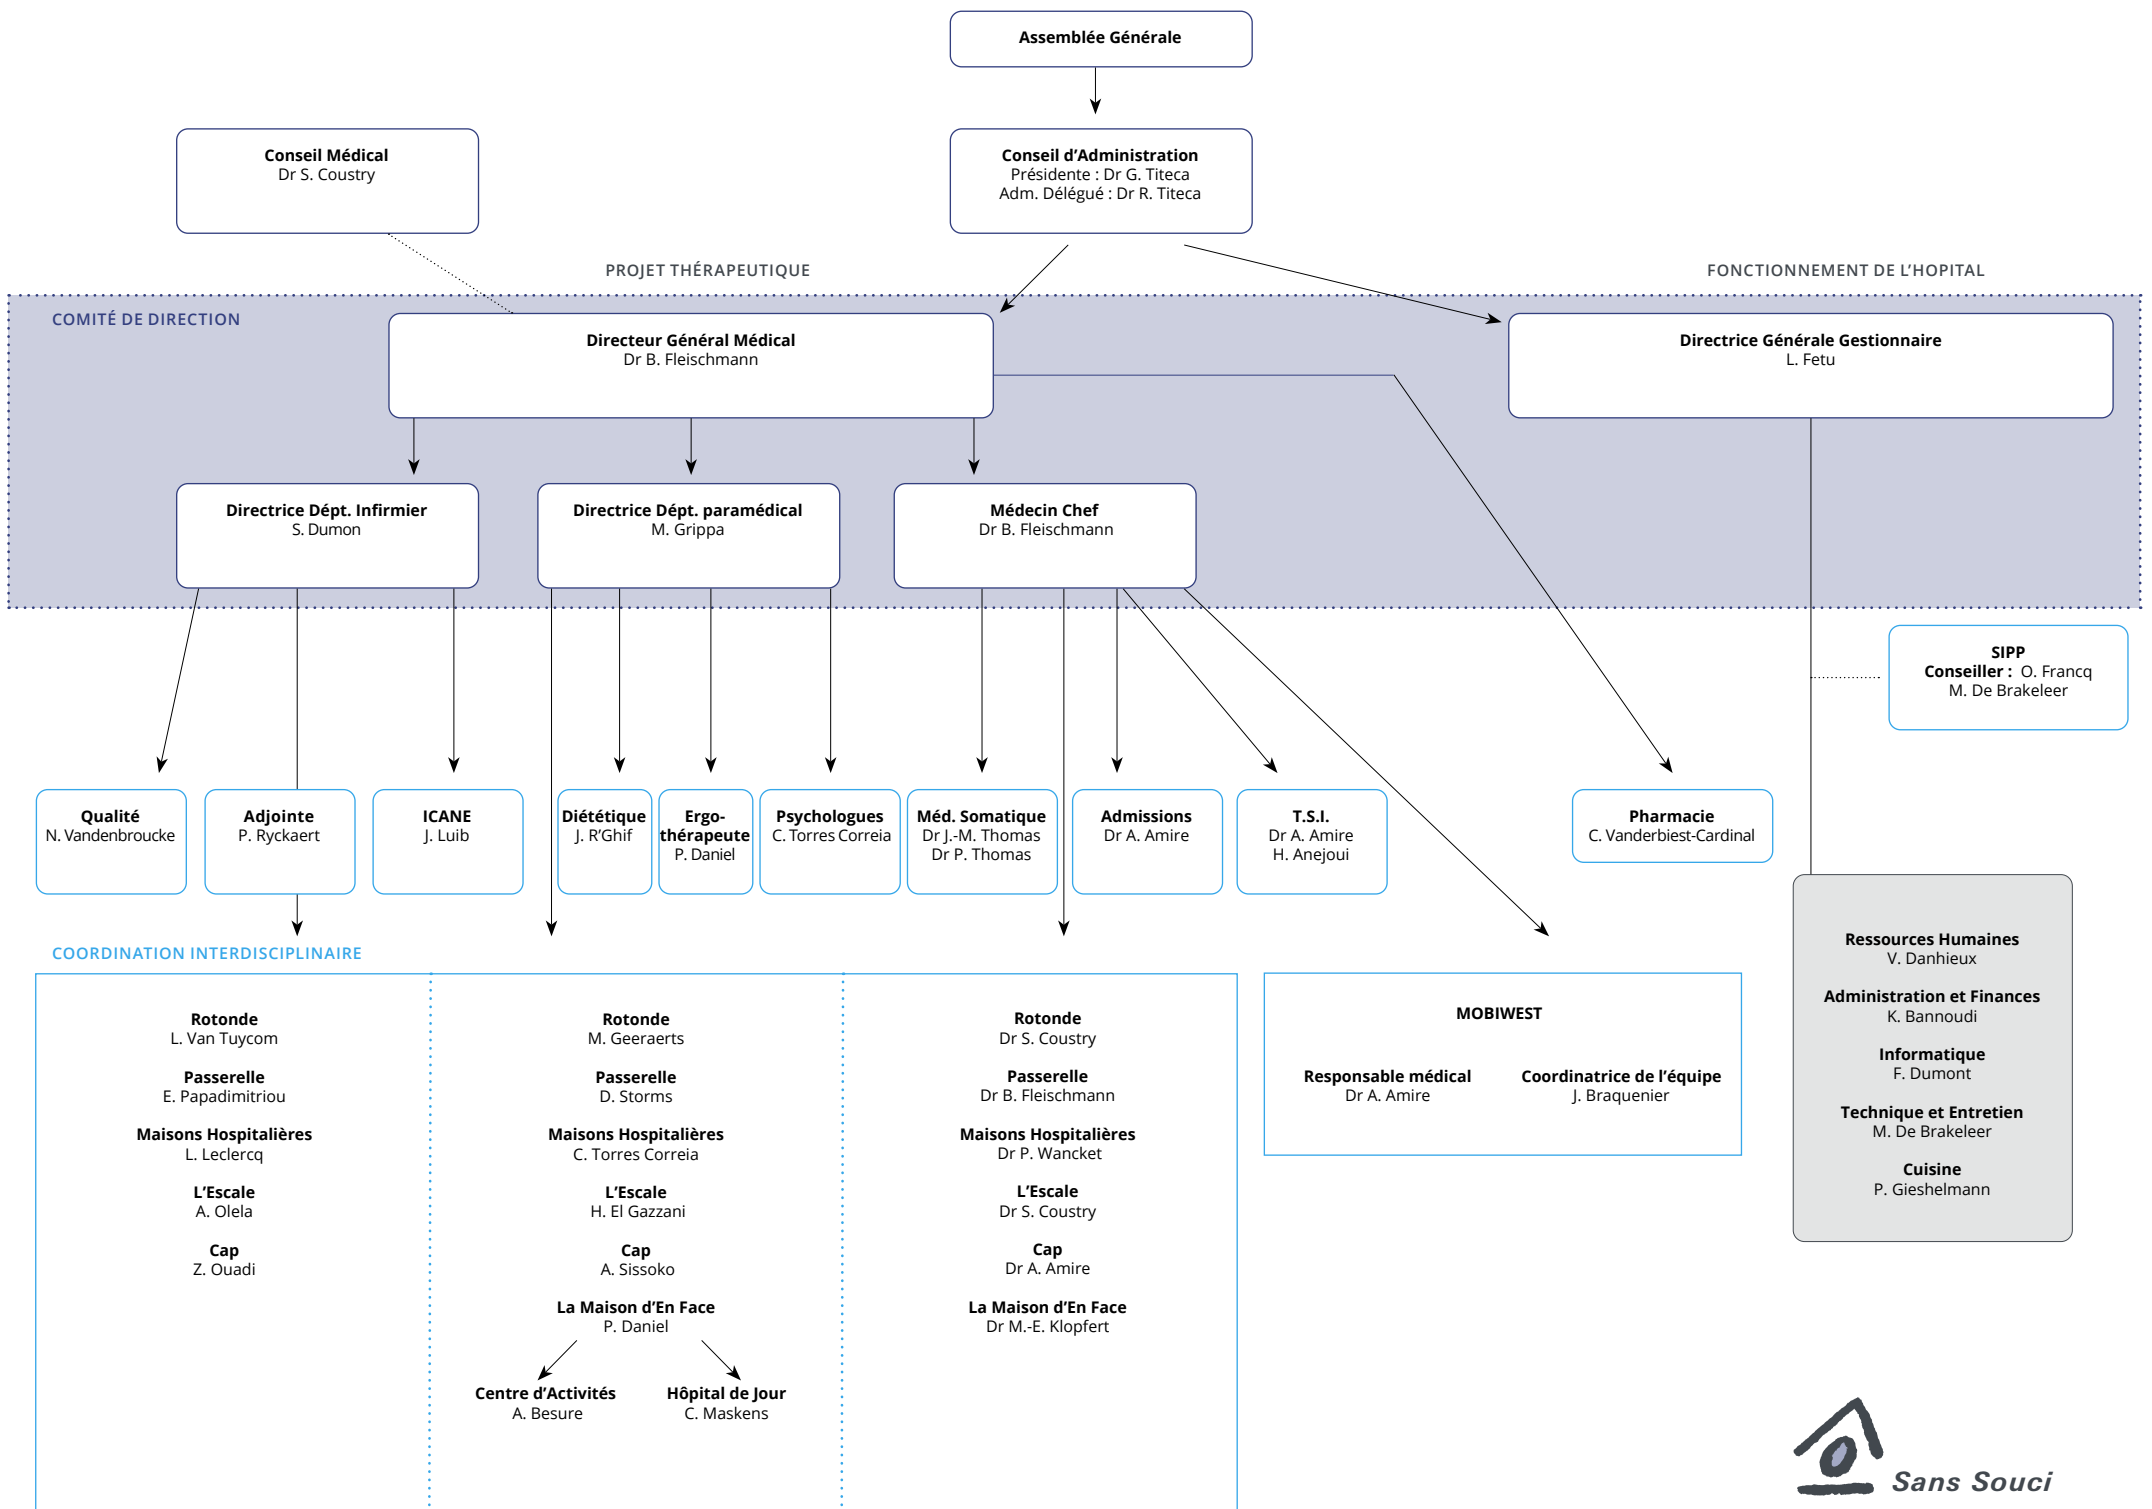 Assemblée Générale
Conseil Médical
Dr S. Coustry
Conseil d’Administration
Présidente : Dr G. Titeca
Adm. Délégué : Dr R. Titeca
PROJET THÉRAPEUTIQUE
FONCTIONNEMENT DE L’HOPITAL
COMITÉ DE DIRECTION
Directeur Général Médical
Dr B. Fleischmann
Directrice Générale Gestionnaire
L. Fetu
Directrice Dépt. Infirmier
S. Dumon
Directrice Dépt. paramédical
M. Grippa
Médecin Chef
Dr B. Fleischmann
SIPP
Conseiller : O. Francq
M. De Brakeleer
Qualité
N. Vandenbroucke
Adjointe
P. Ryckaert
ICANE
J. Luib
Diététique
J. R’Ghif
Ergo-
thérapeute
P. Daniel
Psychologues
C. Torres Correia
Méd. Somatique
Dr J.-M. Thomas
Dr P. Thomas
Admissions
Dr A. Amire
T.S.I.
Dr A. Amire
H. Anejoui
Pharmacie
C. Vanderbiest-Cardinal
COORDINATION INTERDISCIPLINAIRE
Rotonde
L. Van Tuycom
Passerelle
E. Papadimitriou
Maisons Hospitalières
L. Leclercq
L’Escale
A. Olela
Cap
Z. Ouadi
Rotonde
M. Geeraerts
Passerelle
D. Storms
Maisons Hospitalières
C. Torres Correia
L’Escale
H. El Gazzani
Cap
A. Sissoko
La Maison d’En Face
P. Daniel
Centre d’Activités
A. Besure
Hôpital de Jour
C. Maskens
Rotonde
Dr S. Coustry
Passerelle
Dr B. Fleischmann
Maisons Hospitalières
Dr P. Wancket
L’Escale
Dr S. Coustry
Cap
Dr A. Amire
La Maison d’En Face
Dr M.-E. Klopfert
MOBIWEST
Responsable médical
Dr A. Amire
Coordinatrice de l’équipe
J. Braquenier
Ressources Humaines
V. Danhieux
Administration et Finances
K. Bannoudi
Informatique
F. Dumont
Technique et Entretien
M. De Brakeleer
Cuisine
P. Gieshelmann
Sans Souci